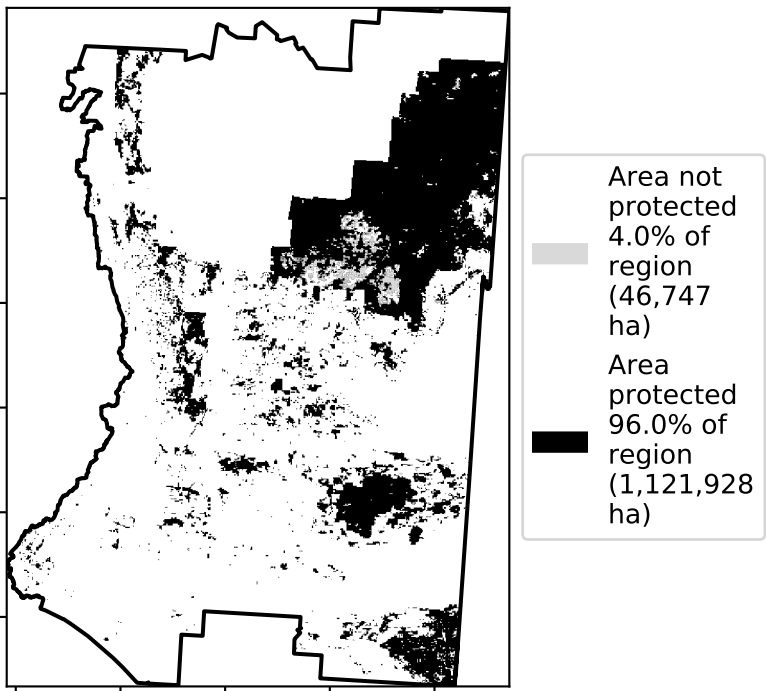 Area not
protected
4.0% of
region
(46,747
ha)
Area
protected
96.0% of
region
(1,121,928
ha)